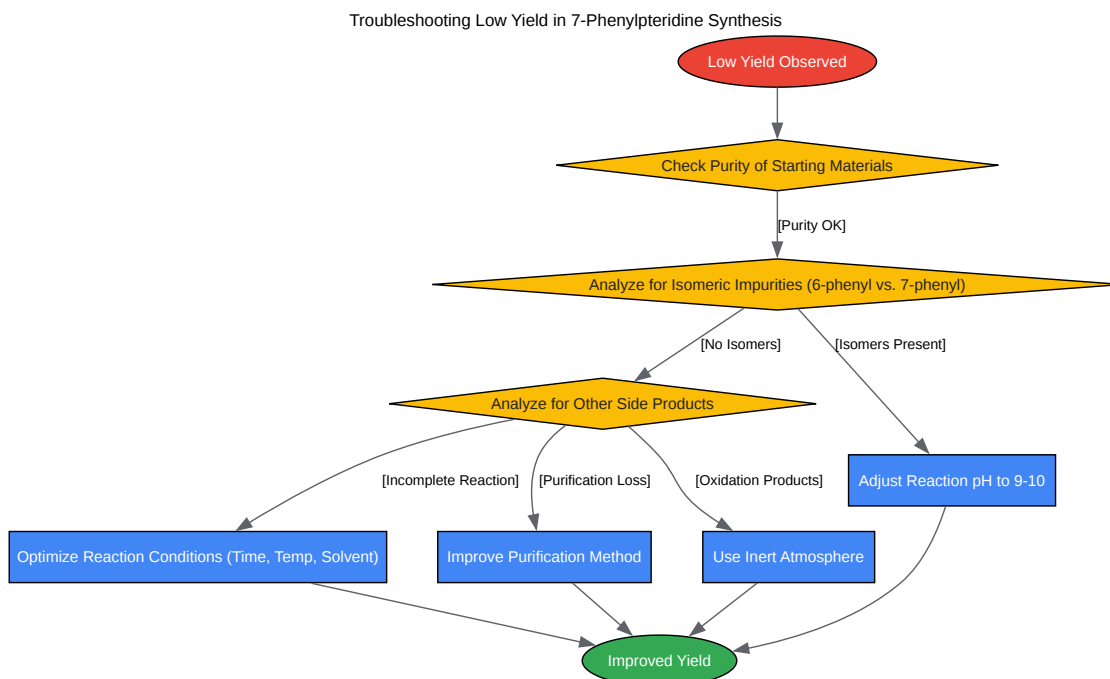 Troubleshooting Low Yield in 7-Phenylpteridine Synthesis
Low Yield Observed
Check Purity of Starting Materials
[Purity OK]
Analyze for Isomeric Impurities (6-phenyl vs. 7-phenyl)
[No Isomers]
[Isomers Present]
Analyze for Other Side Products
[Incomplete Reaction]
[Purification Loss]
[Oxidation Products]
Adjust Reaction pH to 9-10
Optimize Reaction Conditions (Time, Temp, Solvent)
Improve Purification Method
Use Inert Atmosphere
Improved Yield